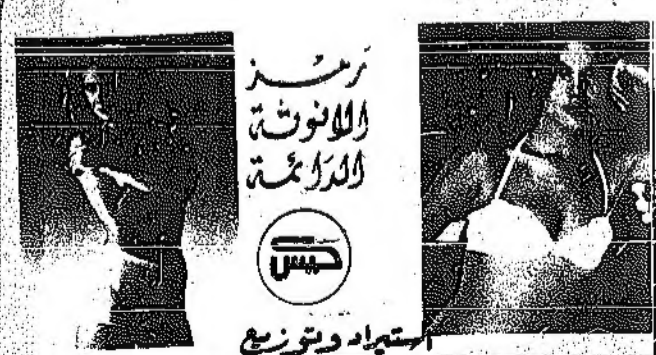 رمز
الانوثة
الدائمة
استيراد وتوزيع